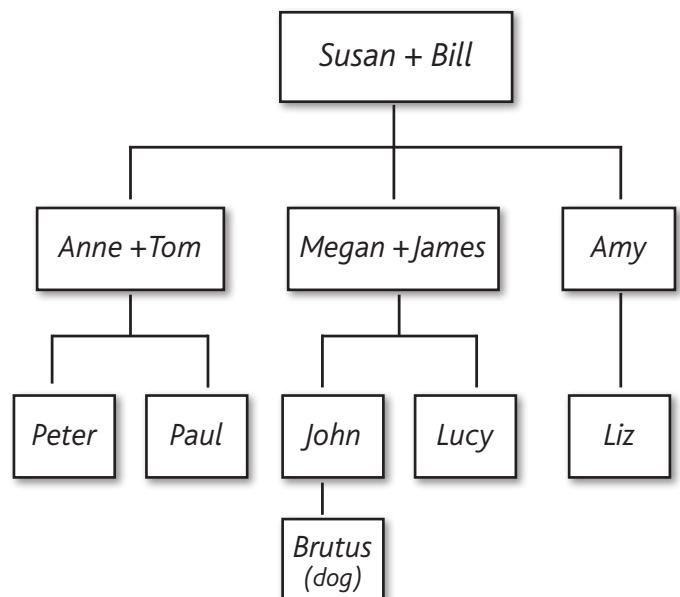 Susan + Bill
Anne +Tom
Megan +James
Amy
Peter
Paul
John
Lucy
Liz
Brutus
(dog)